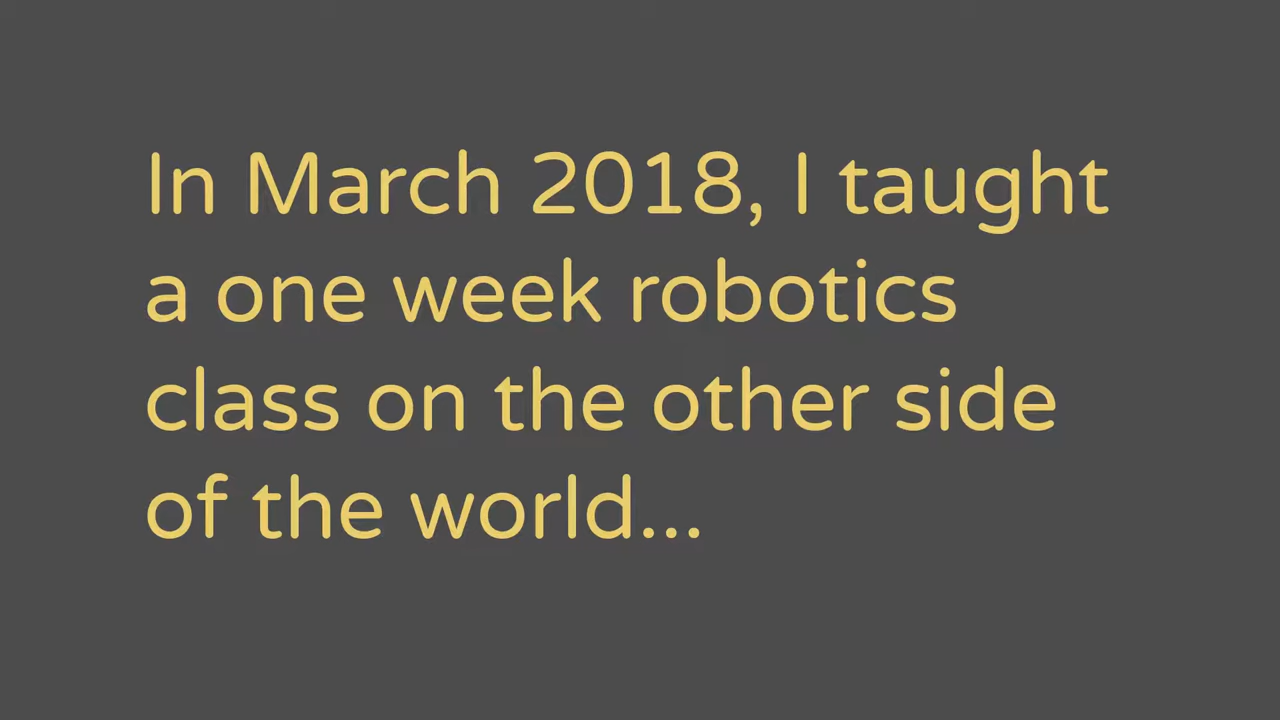 In March 2018, I taught
a one week robotics
class on the other side
of the world...